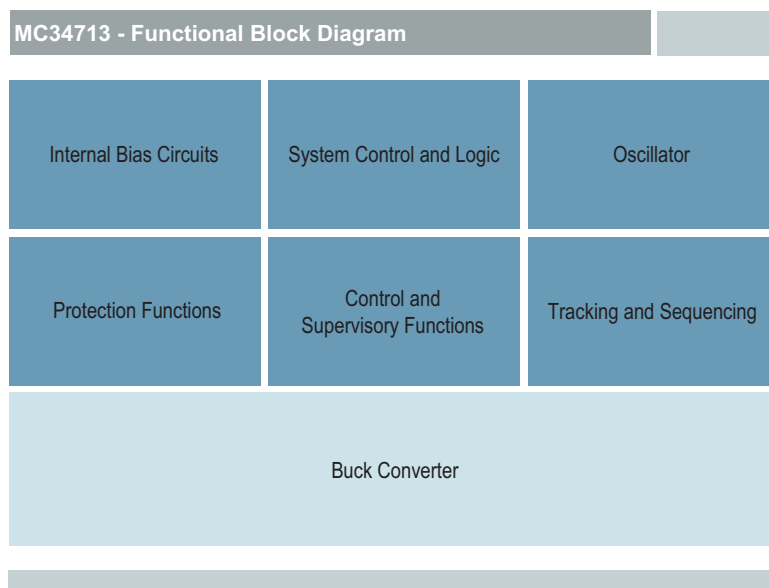 MC34713 - Functional Block Diagram
Internal Bias Circuits
System Control and Logic
Oscillator
Protection Functions
Control and
Supervisory Functions
Tracking and Sequencing
Buck Converter